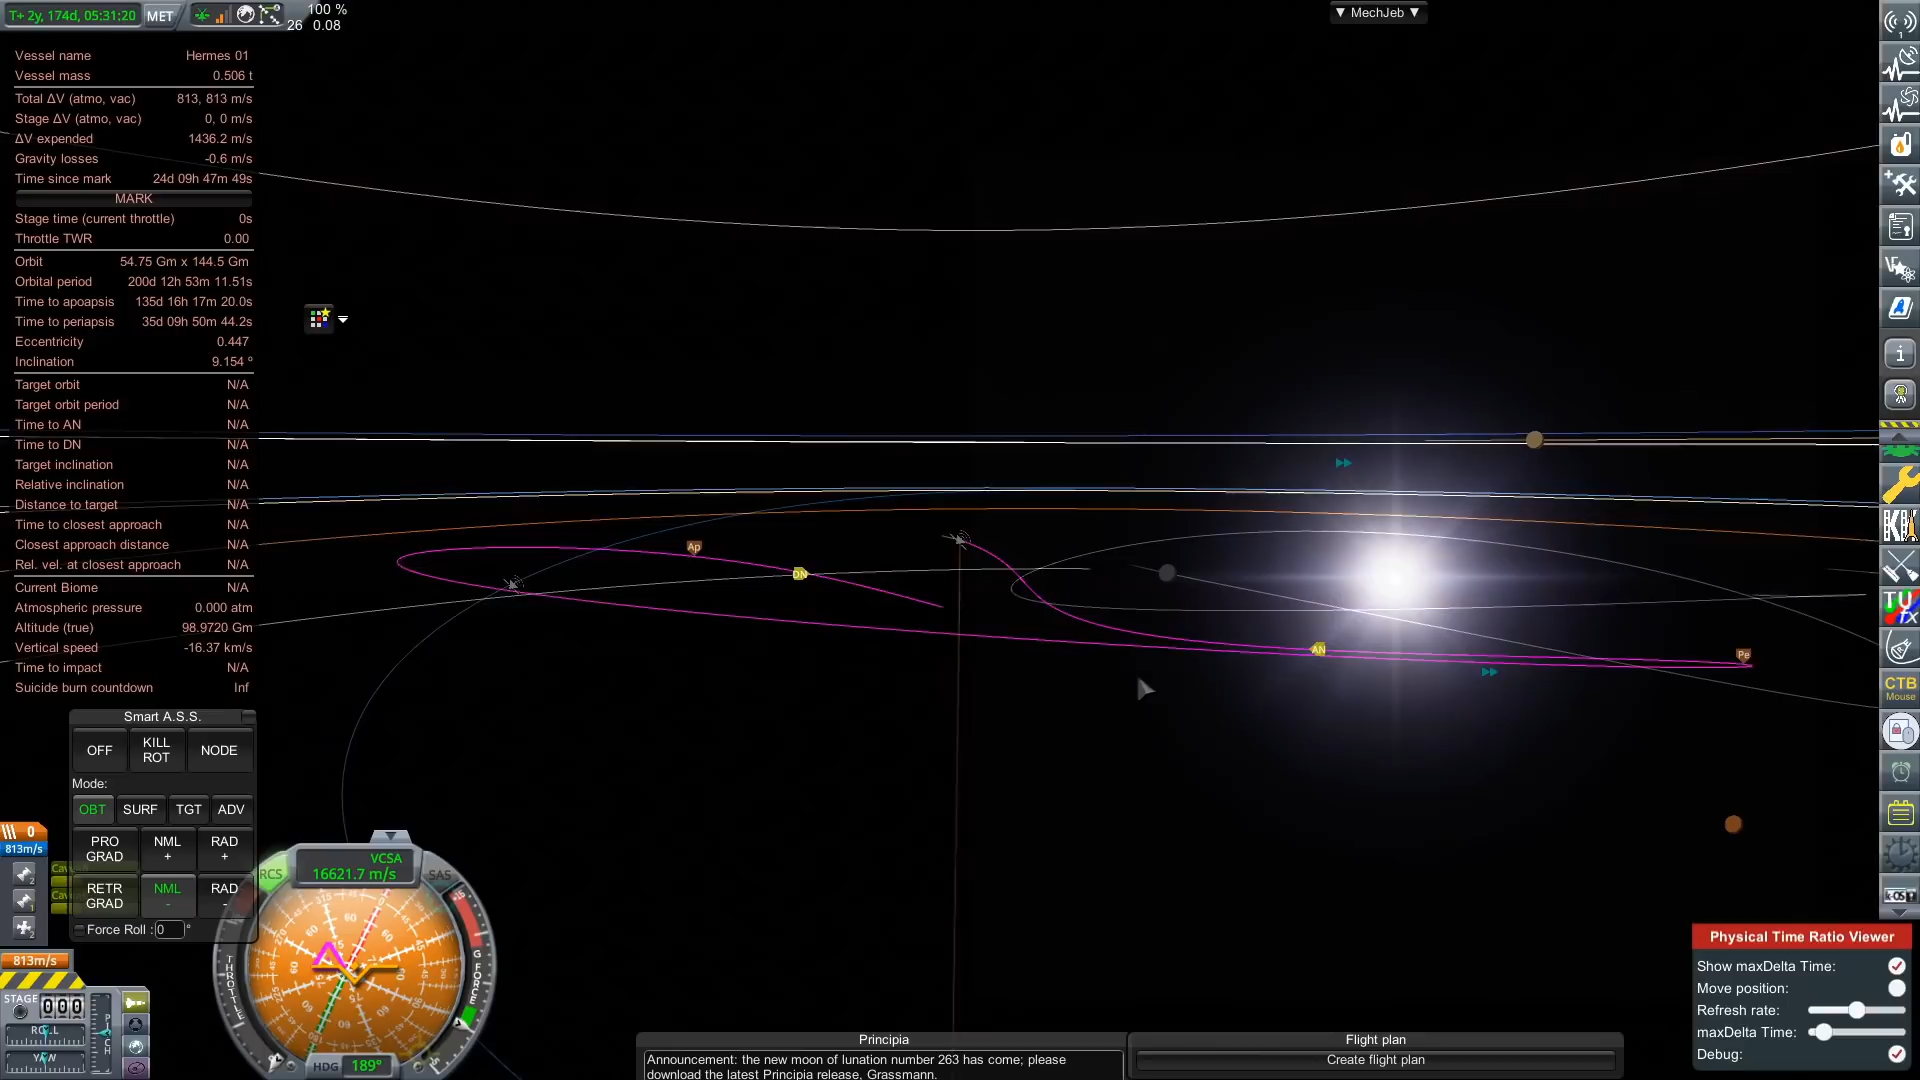 T+ 2y, 174d, 05:31:20 MET
100 %
26 0.08
▼ MechJeb ▼
Vessel name Hermes 01
Vessel mass 0.506 t
Total ΔV (atmo, vac) 813, 813 m/s
Stage ΔV (atmo, vac) 0, 0 m/s
ΔV expended 1436.2 m/s
Gravity losses -0.6 m/s
Time since mark 24d 09h 47m 49s
MARK
Stage time (current throttle) 0s
Throttle TWR 0.00
Orbit 54.75 Gm x 144.5 Gm
Orbital period 200d 12h 53m 11.51s
Time to apoapsis 135d 16h 17m 20.0s
Time to periapsis 35d 09h 50m 44.2s
Eccentricity 0.447
Inclination 9.154 º
Target orbit N/A
Target orbit period N/A
Time to AN N/A
Time to DN N/A
Target inclination N/A
Relative inclination N/A
Distance to target N/A
Time to closest approach N/A
Closest approach distance N/A
Rel. vel. at closest approach N/A
Current Biome N/A
Atmospheric pressure 0.000 atm
Altitude (true) 98.9720 Gm
Vertical speed -16.37 km/s
Time to impact N/A
Suicide burn countdown Inf
Ap
DN
AN
Pe
Smart A.S.S.
OFF KILL ROT NODE
Mode:
OBT SURF TGT ADV
PRO GRAD NML + RAD +
RETR GRAD NML - RAD -
Force Roll : 0 °
0
813m/s
813m/s
STAGE 000
ROLL
YAW
PITCH
VCSA
16621.7 m/s
RCS SAS
THROTTLE
G FORCE
HDG 189°
Principia
Announcement: the new moon of lunation number 263 has come; please
download the latest Principia release, Grassmann.
Flight plan
Create flight plan
CTB
Mouse
TU
fx
k-OS
Physical Time Ratio Viewer
Show maxDelta Time:
Move position:
Refresh rate:
maxDelta Time:
Debug: